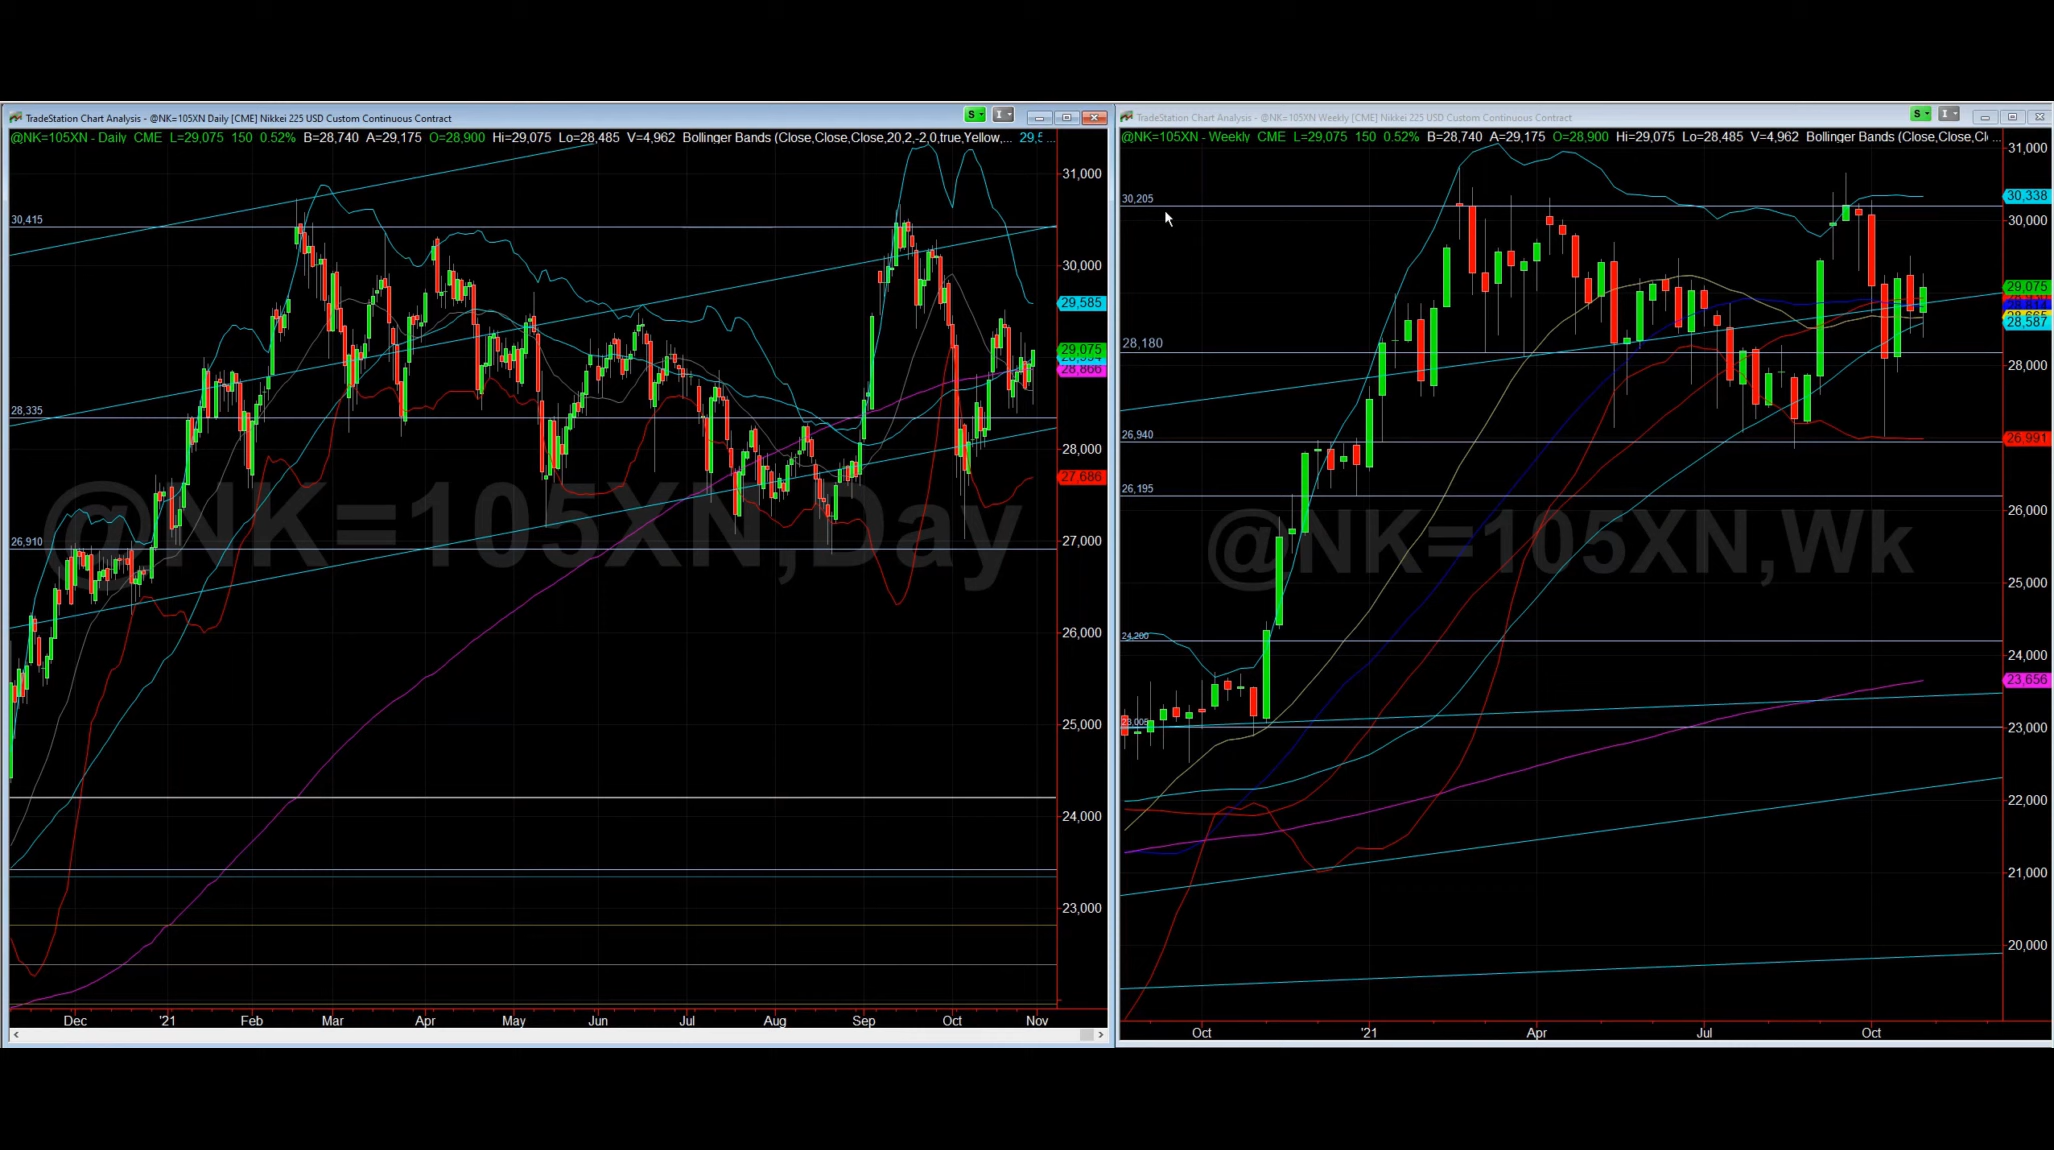 TradeStation Chart Analysis - @NK=105XN Daily [CME] Nikkei 225 USD Custom Continuous Contract
S
I
@NK=105XN - Daily CME L=29,075 150 0.52% B=28,740 A=29,175 O=28,900 Hi=29,075 Lo=28,485 V=4,962 Bollinger Bands (Close,Close,Close,20,2,-2,0,true,Yellow,...
31,000
30,415
30,000
29,585
29,075
28,866
28,335
28,000
27,686
@NK=105XN,Day
27,000
26,910
26,000
25,000
24,000
23,000
Dec '21 Feb Mar Apr May Jun Jul Aug Sep Oct Nov
TradeStation Chart Analysis - @NK=105XN Weekly [CME] Nikkei 225 USD Custom Continuous Contract
S
I
@NK=105XN - Weekly CME L=29,075 150 0.52% B=28,740 A=29,175 O=28,900 Hi=29,075 Lo=28,485 V=4,962 Bollinger Bands (Close,Close,Cl ...
31,000
30,338
30,205
30,000
29,075
28,587
28,180
28,000
26,940
26,991
26,195
26,000
@NK=105XN,Wk
25,000
24,200
24,000
23,656
23,000
22,000
21,000
20,000
Oct '21 Apr Jul Oct